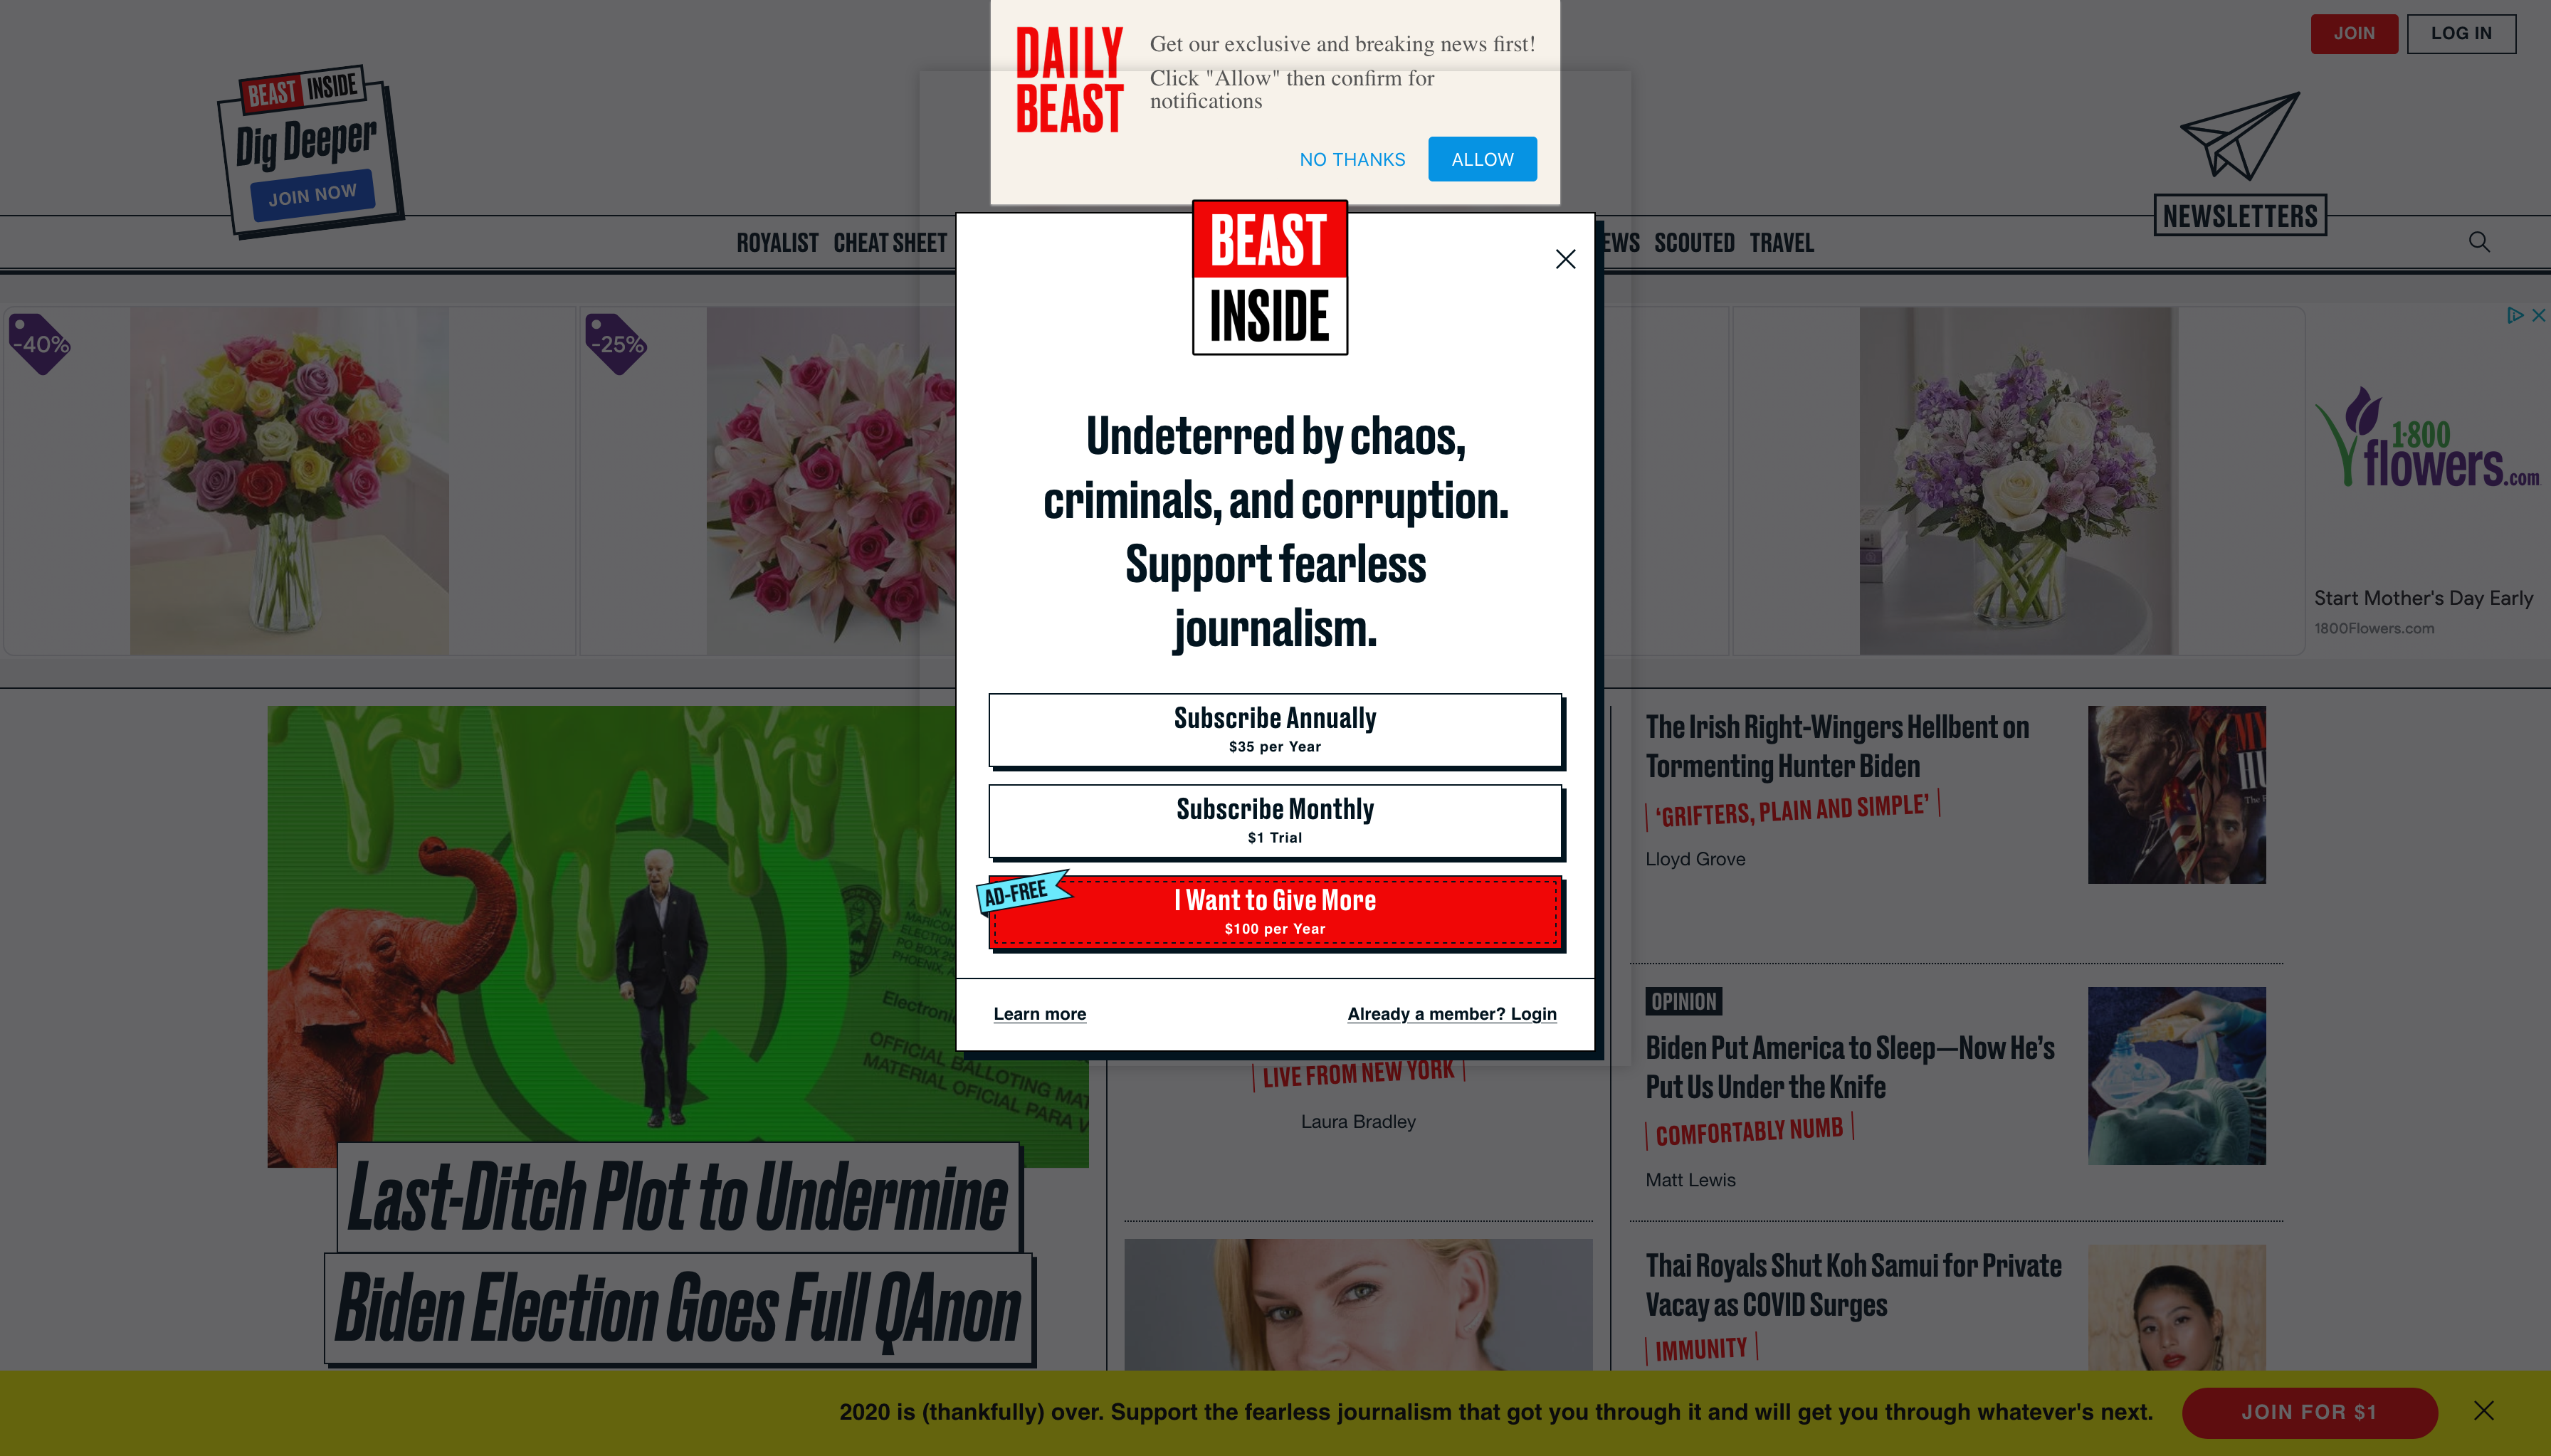 DAILY
BEAST
Get our exclusive and breaking news first!
Click "Allow" then confirm for
notifications
NO THANKS
ALLOW
JOIN
LOG IN
BEAST INSIDE
Dig Deeper
JOIN NOW
NEWSLETTERS
ROYALIST
CHEAT SHEET
EWS
SCOUTED
TRAVEL
BEAST
INSIDE
Undeterred by chaos,
criminals, and corruption.
Support fearless
journalism.
Subscribe Annually
$35 per Year
Subscribe Monthly
$1 Trial
AD-FREE
I Want to Give More
$100 per Year
Learn more
Already a member? Login
-40%
-25%
1·800
flowers.com
Start Mother's Day Early
1800Flowers.com
Electroni
OFFICIAL BALLOTING MAT
MATERIAL OFICIAL PARA V
Last-Ditch Plot to Undermine
Biden Election Goes Full QAnon
LIVE FROM NEW YORK
Laura Bradley
The Irish Right-Wingers Hellbent on
Tormenting Hunter Biden
‘GRIFTERS, PLAIN AND SIMPLE’
Lloyd Grove
OPINION
Biden Put America to Sleep—Now He’s
Put Us Under the Knife
COMFORTABLY NUMB
Matt Lewis
Thai Royals Shut Koh Samui for Private
Vacay as COVID Surges
IMMUNITY
2020 is (thankfully) over. Support the fearless journalism that got you through it and will get you through whatever's next.
JOIN FOR $1